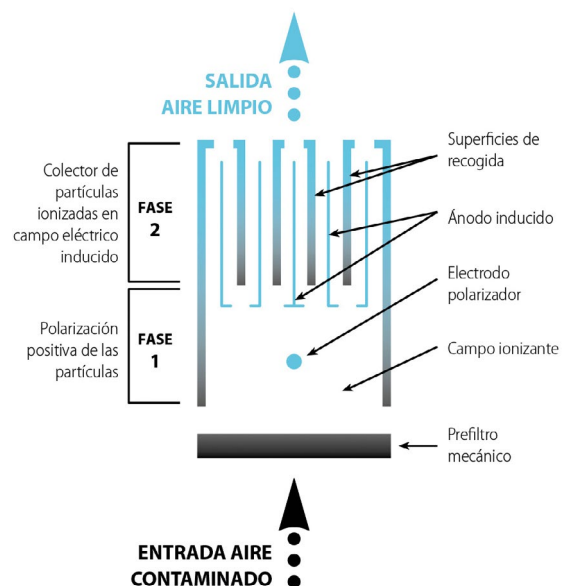 SALIDA
AIRE LIMPIO
Colector de
partículas
ionizadas en
campo eléctrico
inducido
FASE
2
Polarización
positiva de las
partículas
FASE
1
Superficies de
recogida
Ánodo inducido
Electrodo
polarizador
Campo ionizante
Prefiltro
mecánico
ENTRADA AIRE
CONTAMINADO